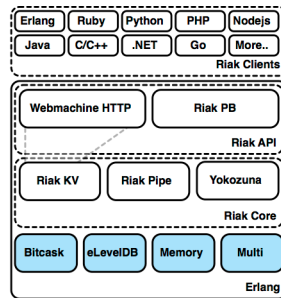 Erlang Ruby Python PHP Nodejs
Java C/C++ .NET Go More..
Riak Clients
Webmachine HTTP Riak PB
Riak API
Riak KV Riak Pipe Yokozuna
Riak Core
Bitcask eLevelDB Memory Multi
Erlang